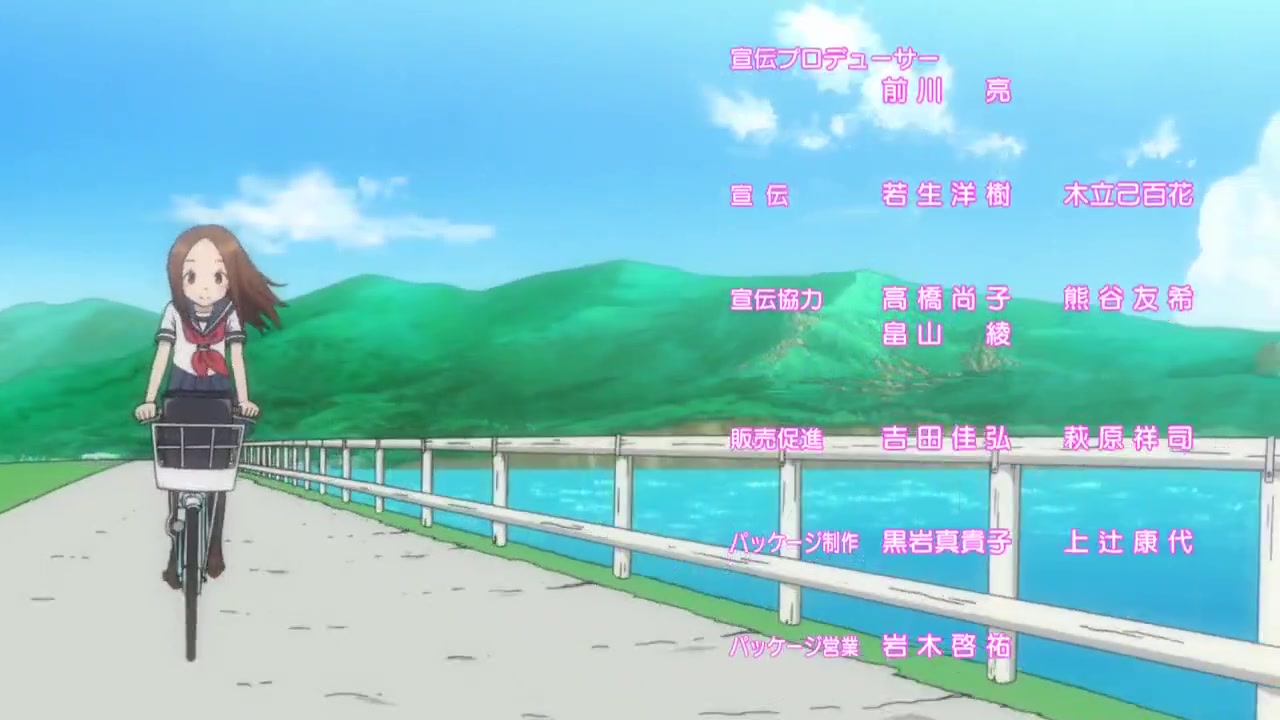 宣伝プロデューサー
前川 亮
宣伝 若生洋樹 木立己百花
宣伝協力 高橋尚子 熊谷友希
畠山 綾
販売促進 吉田佳弘 萩原祥司
パッケージ制作 黒岩真貴子 上辻康代
パッケージ営業 岩木啓祐